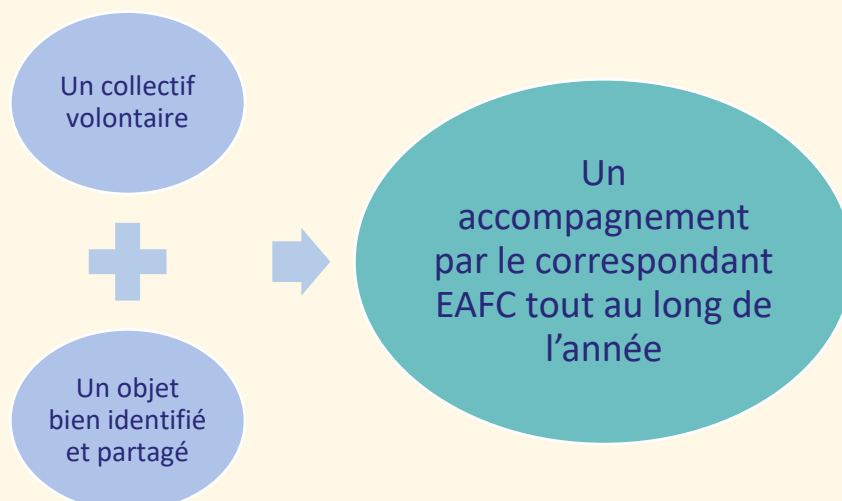 Un collectif
volontaire
Un objet
bien identifié
et partagé
Un
accompagnement
par le correspondant
EAFC tout au long de
l’année